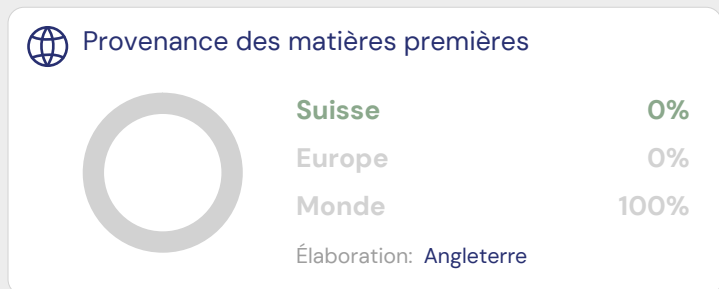 Provenance des matières premières
Suisse 0%
Europe 0%
Monde 100%
Élaboration: Angleterre